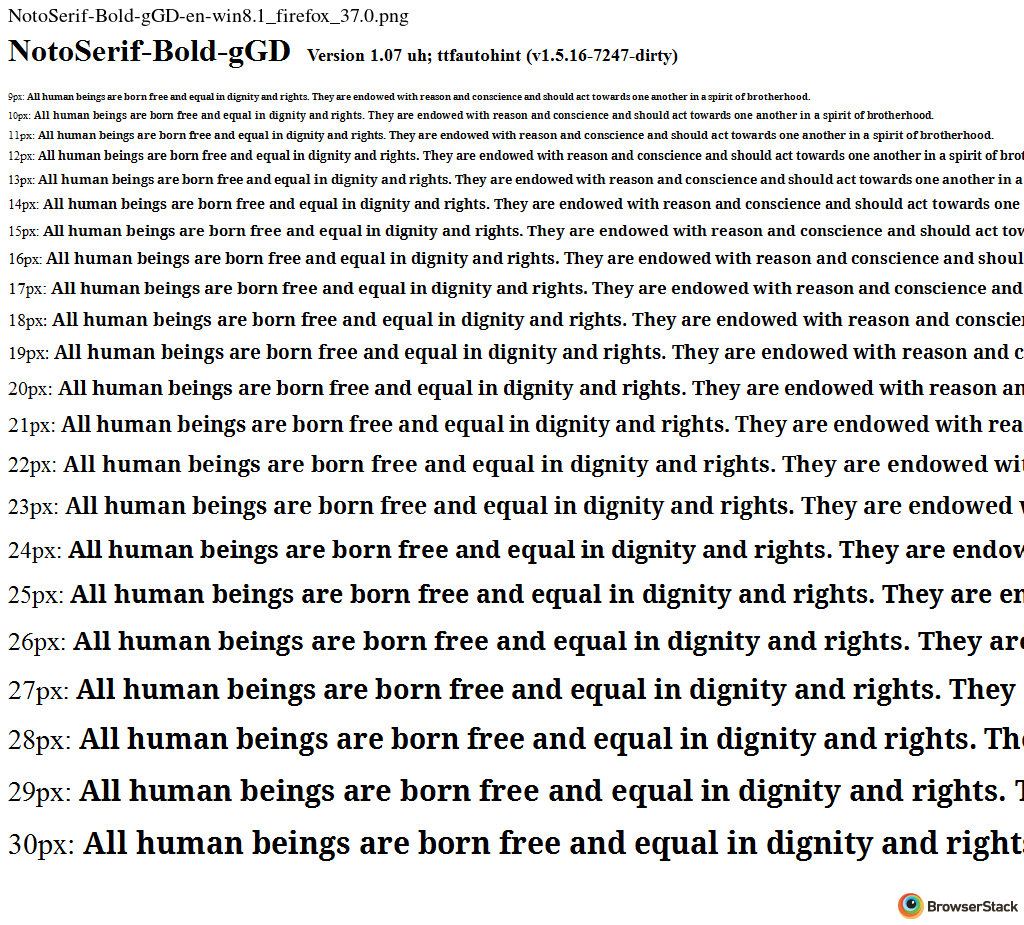 NotoSerif-Bold-gGD-en-win8.1_firefox_37.0.png
NotoSerif-Bold-gGD Version 1.07 uh; ttfautohint (v1.5.16-7247-dirty)
9px: All human beings are born free and equal in dignity and rights. They are endowed with reason and conscience and should act towards one another in a spirit of brotherhood.
10px: All human beings are born free and equal in dignity and rights. They are endowed with reason and conscience and should act towards one another in a spirit of brotherhood.
11px: All human beings are born free and equal in dignity and rights. They are endowed with reason and conscience and should act towards one another in a spirit of brotherhood.
12px: All human beings are born free and equal in dignity and rights. They are endowed with reason and conscience and should act towards one another in a spirit of brot
13px: All human beings are born free and equal in dignity and rights. They are endowed with reason and conscience and should act towards one another in a
14px: All human beings are born free and equal in dignity and rights. They are endowed with reason and conscience and should act towards one
15px: All human beings are born free and equal in dignity and rights. They are endowed with reason and conscience and should act tow
16px: All human beings are born free and equal in dignity and rights. They are endowed with reason and conscience and shoul
17px: All human beings are born free and equal in dignity and rights. They are endowed with reason and conscience and
18px: All human beings are born free and equal in dignity and rights. They are endowed with reason and conscien
19px: All human beings are born free and equal in dignity and rights. They are endowed with reason and c
20px: All human beings are born free and equal in dignity and rights. They are endowed with reason an
21px: All human beings are born free and equal in dignity and rights. They are endowed with rea
22px: All human beings are born free and equal in dignity and rights. They are endowed wit
23px: All human beings are born free and equal in dignity and rights. They are endowed w
24px: All human beings are born free and equal in dignity and rights. They are endow
25px: All human beings are born free and equal in dignity and rights. They are en
26px: All human beings are born free and equal in dignity and rights. They are
27px: All human beings are born free and equal in dignity and rights. They
28px: All human beings are born free and equal in dignity and rights. The
29px: All human beings are born free and equal in dignity and rights. T
30px: All human beings are born free and equal in dignity and rights
BrowserStack